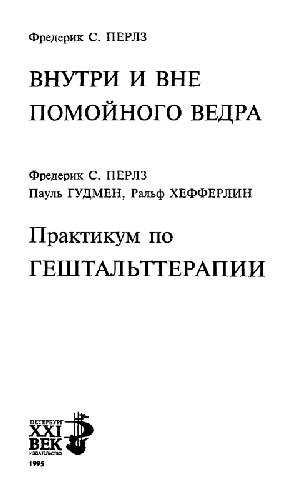 Фредерик С. ПЕРЛЗ
ВНУТРИ И ВНЕ
ПОМОЙНОГО ВЕДРА
Фредерик С. ПЕРЛЗ
Пауль ГУДМЕН, Ральф ХЕФФЕРЛИН
Практикум по
ГЕШТАЛЬТТЕРАПИИ
ПЕТЕРБУРГ
XXI
ВЕК
ИЗДАТЕЛЬСТВО
1995